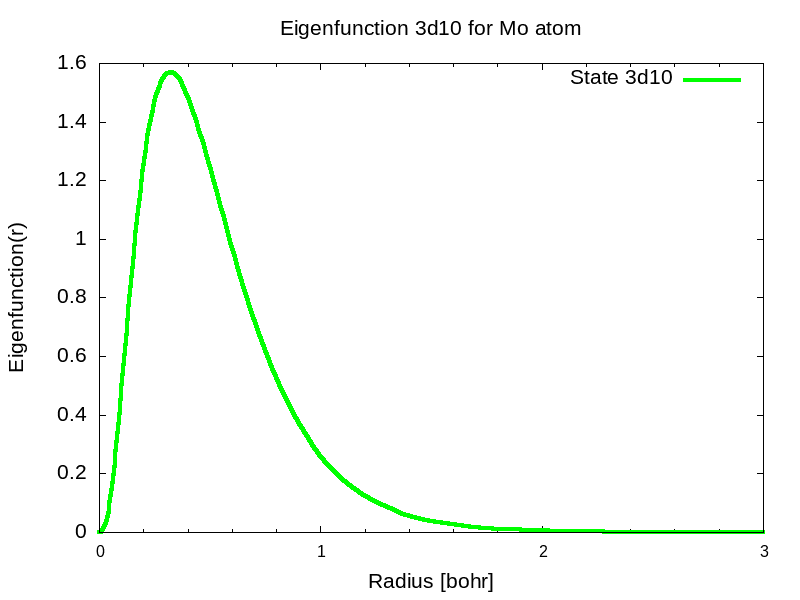 Eigenfunction 3d10 for Mo atom
State 3d10
1.6
1.4
1.2
1
0.8
0.6
0.4
0.2
0
Eigenfunction(r)
0 1 2 3
Radius [bohr]